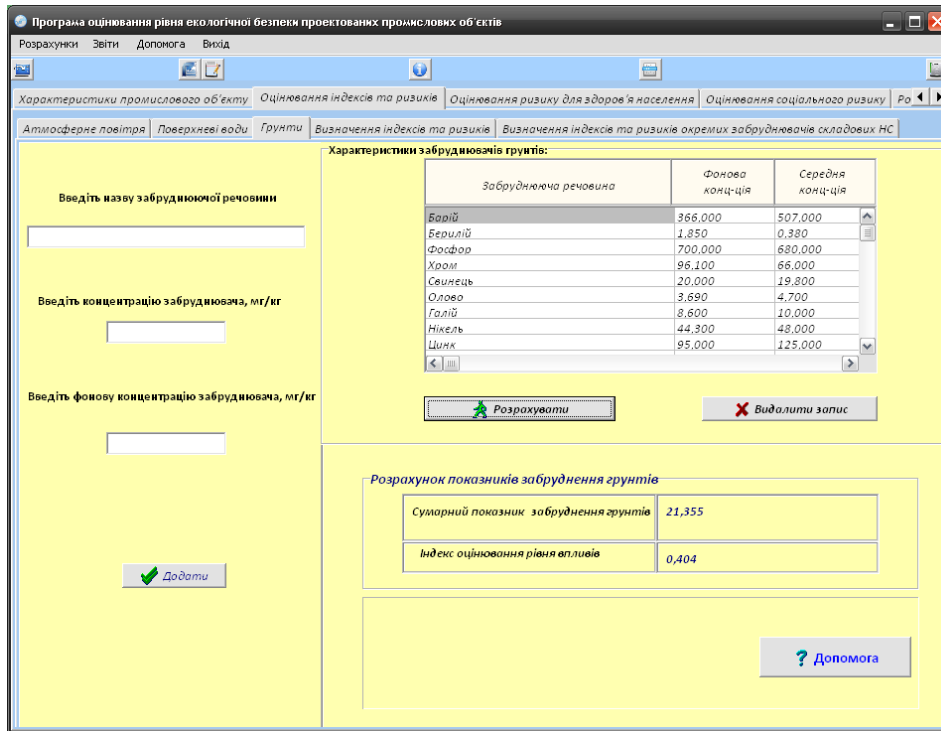 Програма оцінювання рівня екологічної безпеки проектованих промислових об'єктів
Розрахунки Звіти Допомога Вихід
Характеристики промислового об'єкту Оцінювання індексів та ризиків Оцінювання ризику для здоров'я населення Оцінювання соціального ризику Ро
Атмосферне повітря Поверхневі води Грунти Визначення індексів та ризиків Визначення індексів та ризиків окремих забруднювачів складових НС
Введіть назву забруднюючої речовини
Введіть концентрацію забруднювача, мг/кг
Введіть фонову концентрацію забруднювача, мг/кг
Додати
Характеристики забруднювачів грунтів:
Забруднююча речовина Фонова конц-ція Середня конц-ція
Барій 366,000 507,000
Берилій 1,850 0,380
Фосфор 700,000 680,000
Хром 96,100 66,000
Свинець 20,000 19,800
Олово 3,690 4,700
Галій 8,600 10,000
Нікель 44,300 48,000
Цинк 95,000 125,000
Розрахувати Видалити запис
Розрахунок показників забруднення грунтів
Сумарний показник забруднення грунтів 21,355
Індекс оцінювання рівня впливів 0,404
? Допомога